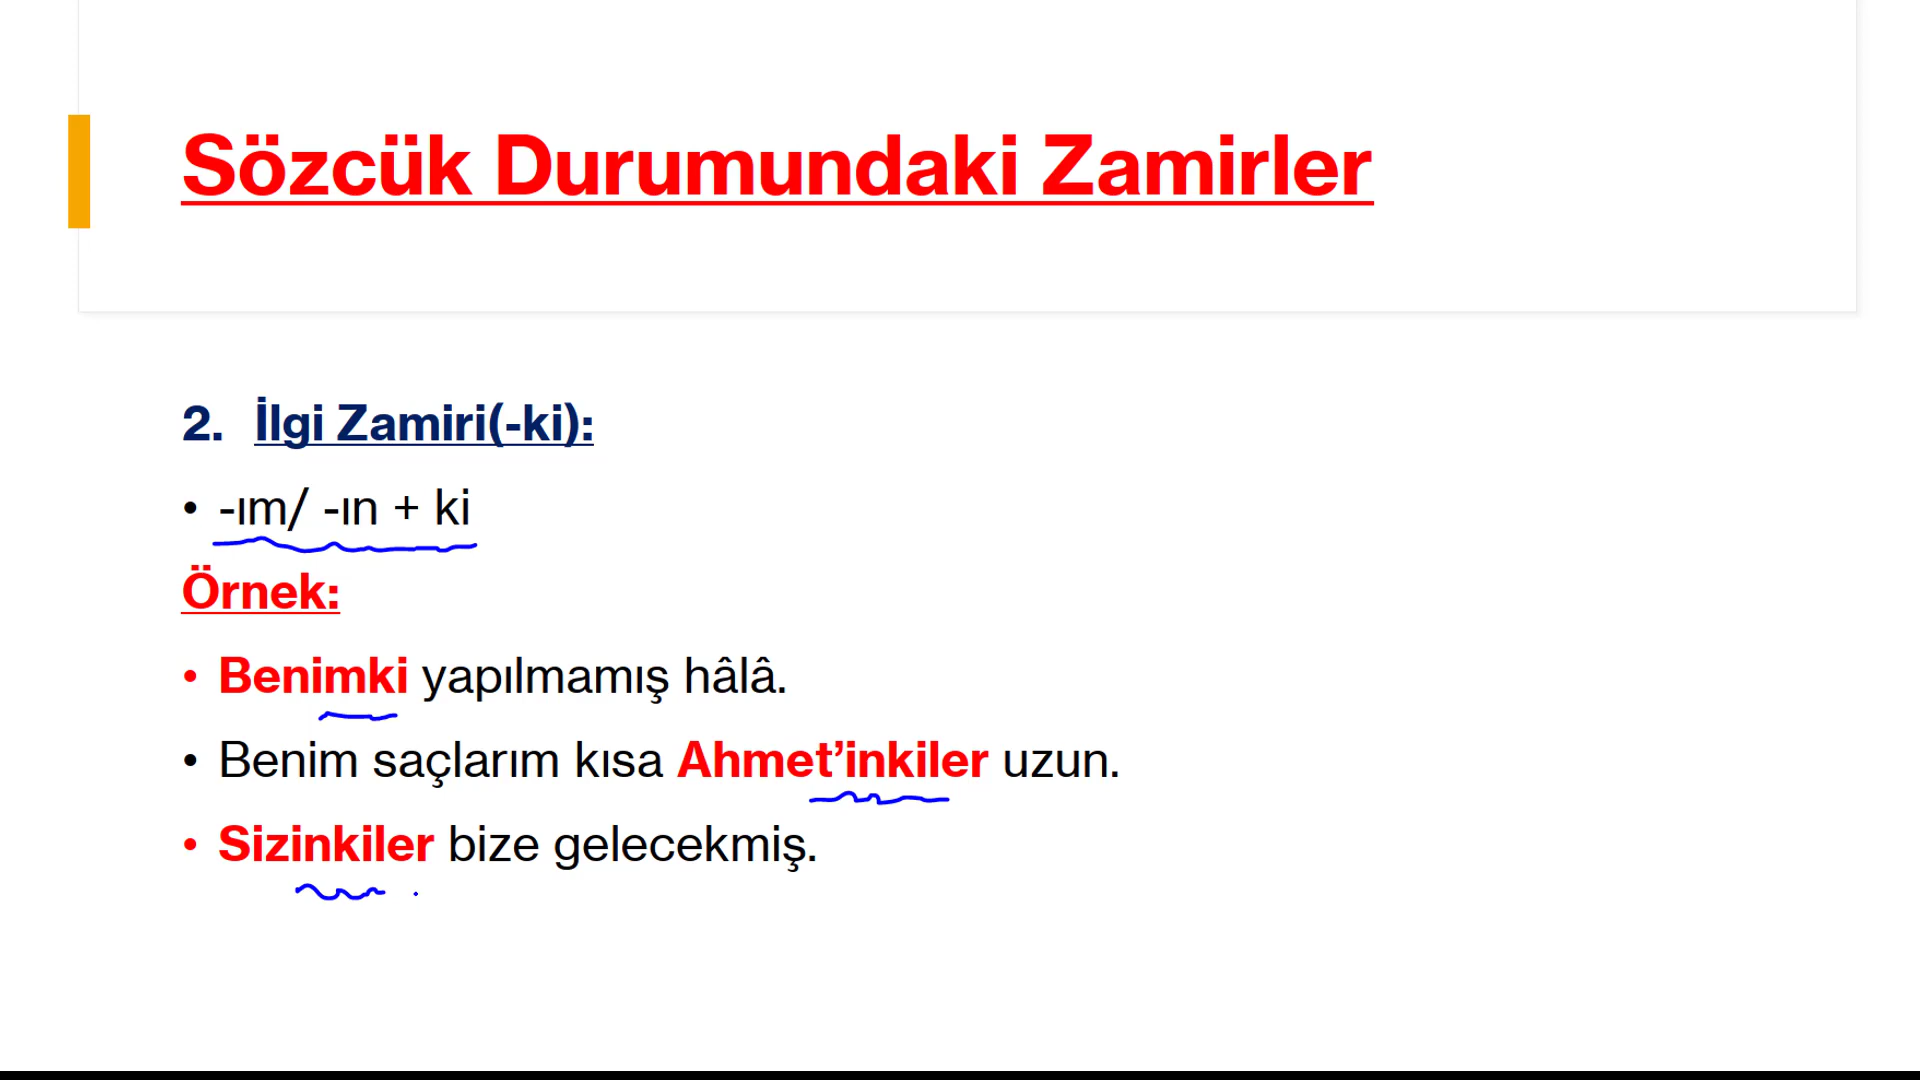 Sözcük Durumundaki Zamirler
2. İlgi Zamiri(-ki):
• -ım/ -ın + ki
Örnek:
• Benimki yapılmamış hâlâ.
• Benim saçlarım kısa Ahmet’inkiler uzun.
• Sizinkiler bize gelecekmiş.